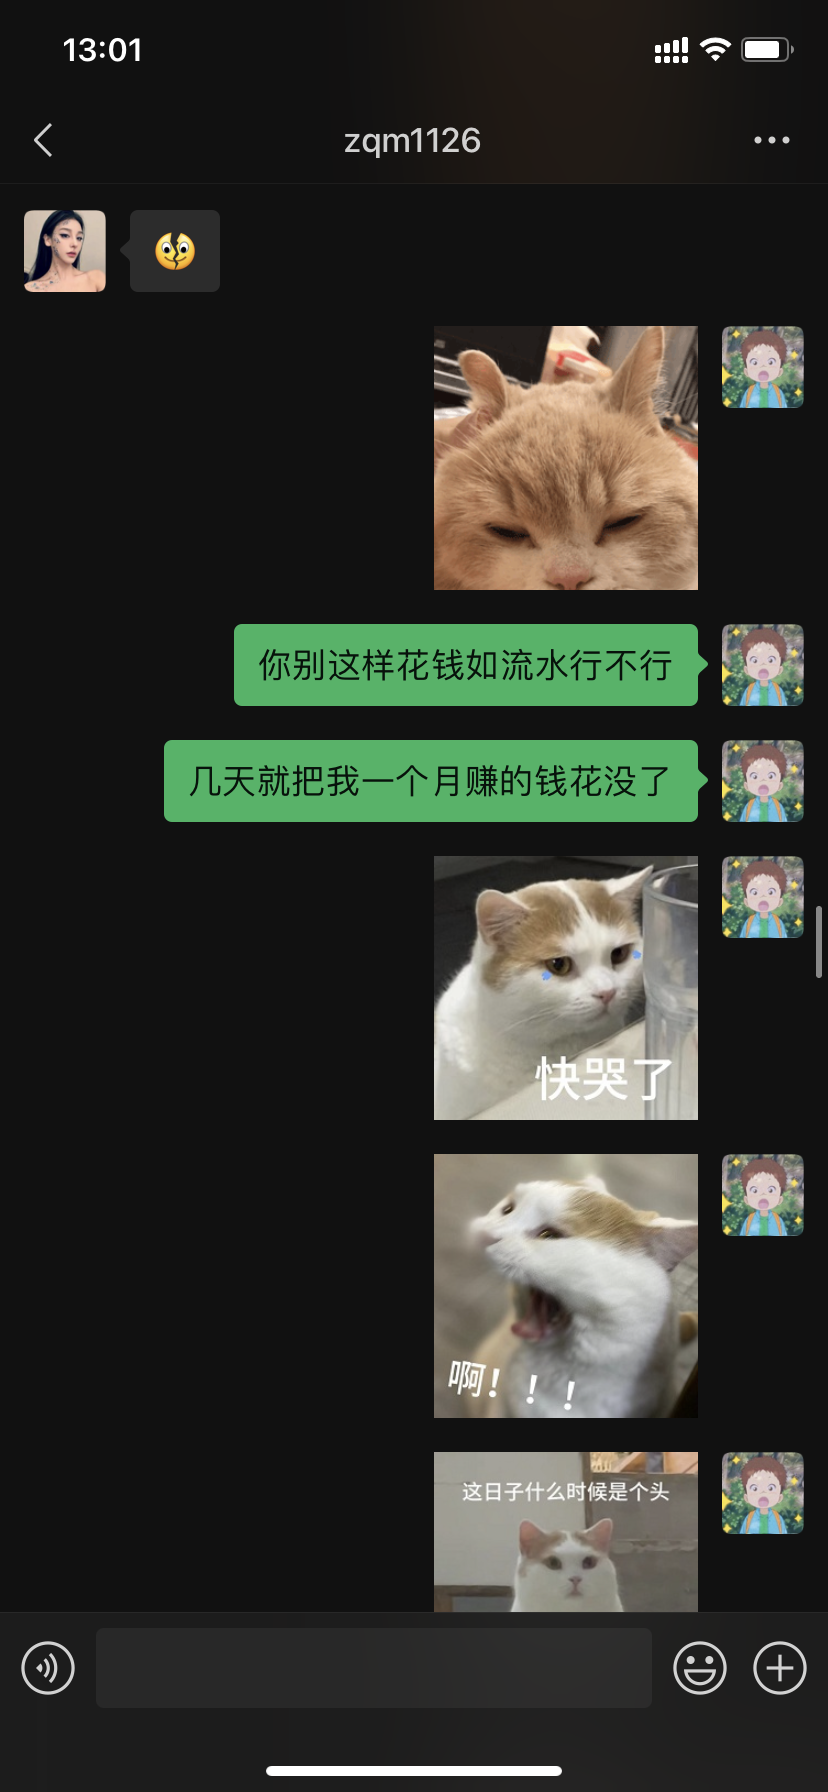 13:01
zqm1126
你别这样花钱如流水行不行
几天就把我一个月赚的钱花没了
快哭了
啊！！！
这日子什么时候是个头